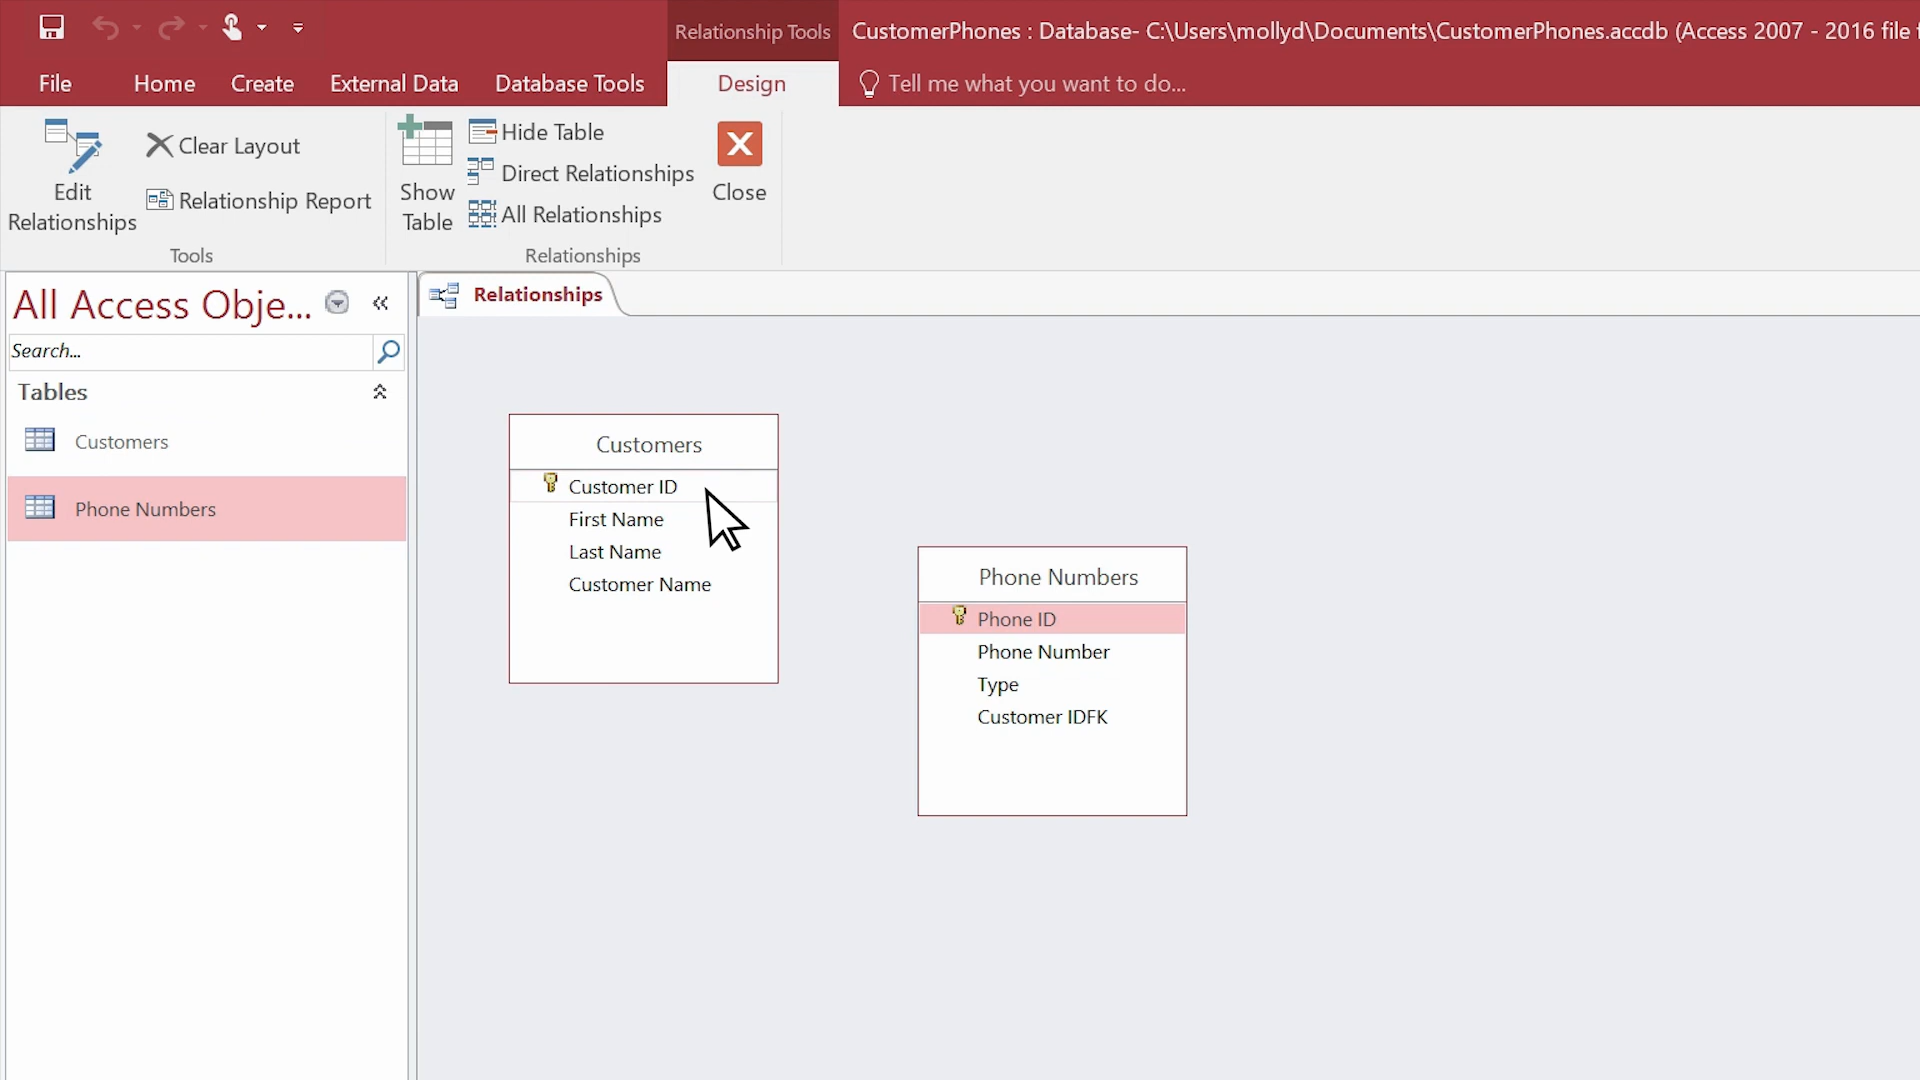 Relationship Tools
CustomerPhones : Database- C:\Users\mollyd\Documents\CustomerPhones.accdb (Access 2007 - 2016 file f
File
Home
Create
External Data
Database Tools
Design
Tell me what you want to do...
Edit
Relationships
Clear Layout
Relationship Report
Tools
Show
Table
Hide Table
Direct Relationships
All Relationships
Close
Relationships
All Access Obje...
Search...
Tables
Customers
Phone Numbers
Relationships
Customers
Customer ID
First Name
Last Name
Customer Name
Phone Numbers
Phone ID
Phone Number
Type
Customer IDFK